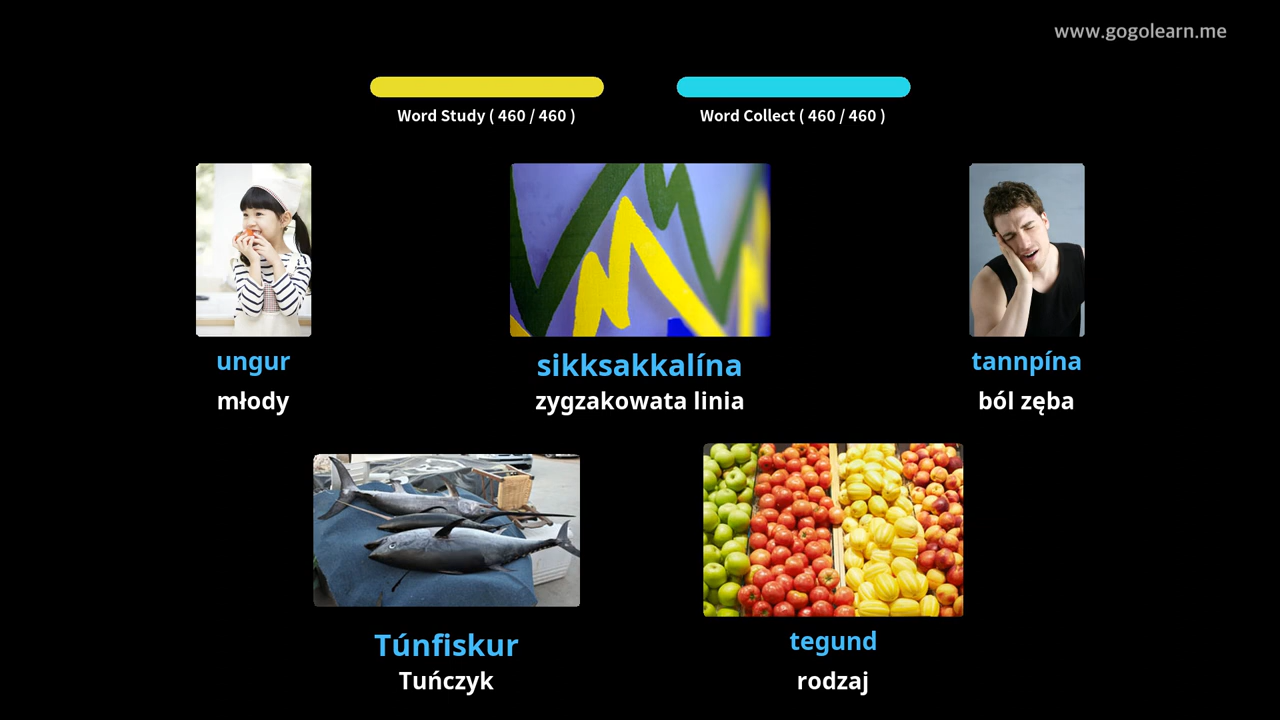 www.gogolearn.me
Word Study ( 460 / 460 )
Word Collect ( 460 / 460 )
ungur
młody
sikksakkalína
zygzakowata linia
tannpína
ból zęba
Túnfiskur
Tuńczyk
tegund
rodzaj